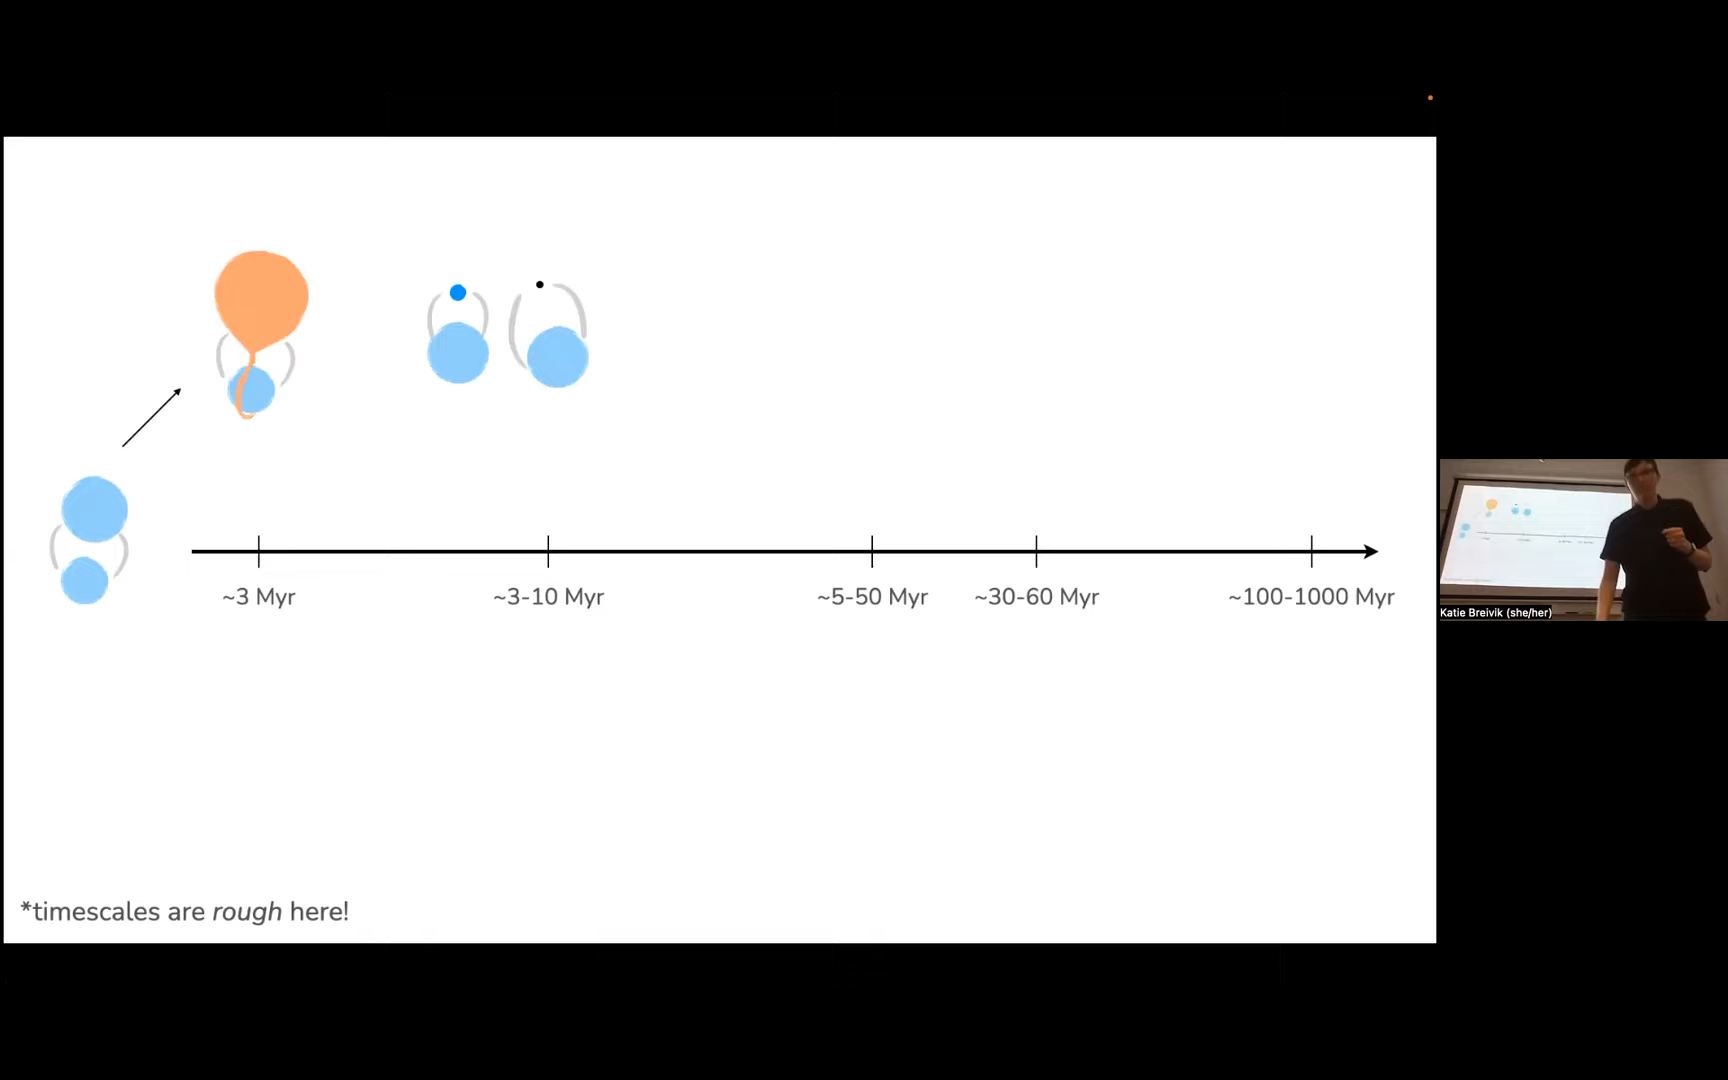 ~3 Myr
~3-10 Myr
~5-50 Myr
~30-60 Myr
~100-1000 Myr
*timescales are rough here!
Katie Breivik (she/her)